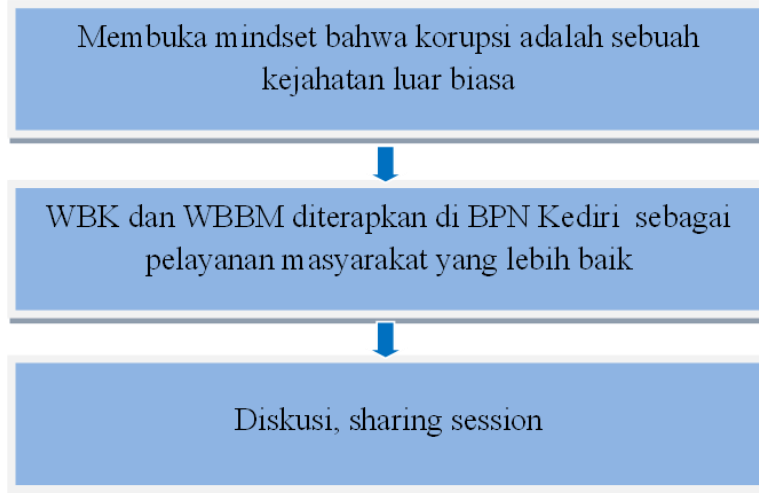 Membuka mindset bahwa korupsi adalah sebuah
kejahatan luar biasa
WBK dan WBBM diterapkan di BPN Kediri sebagai
pelayanan masyarakat yang lebih baik
Diskusi, sharing session